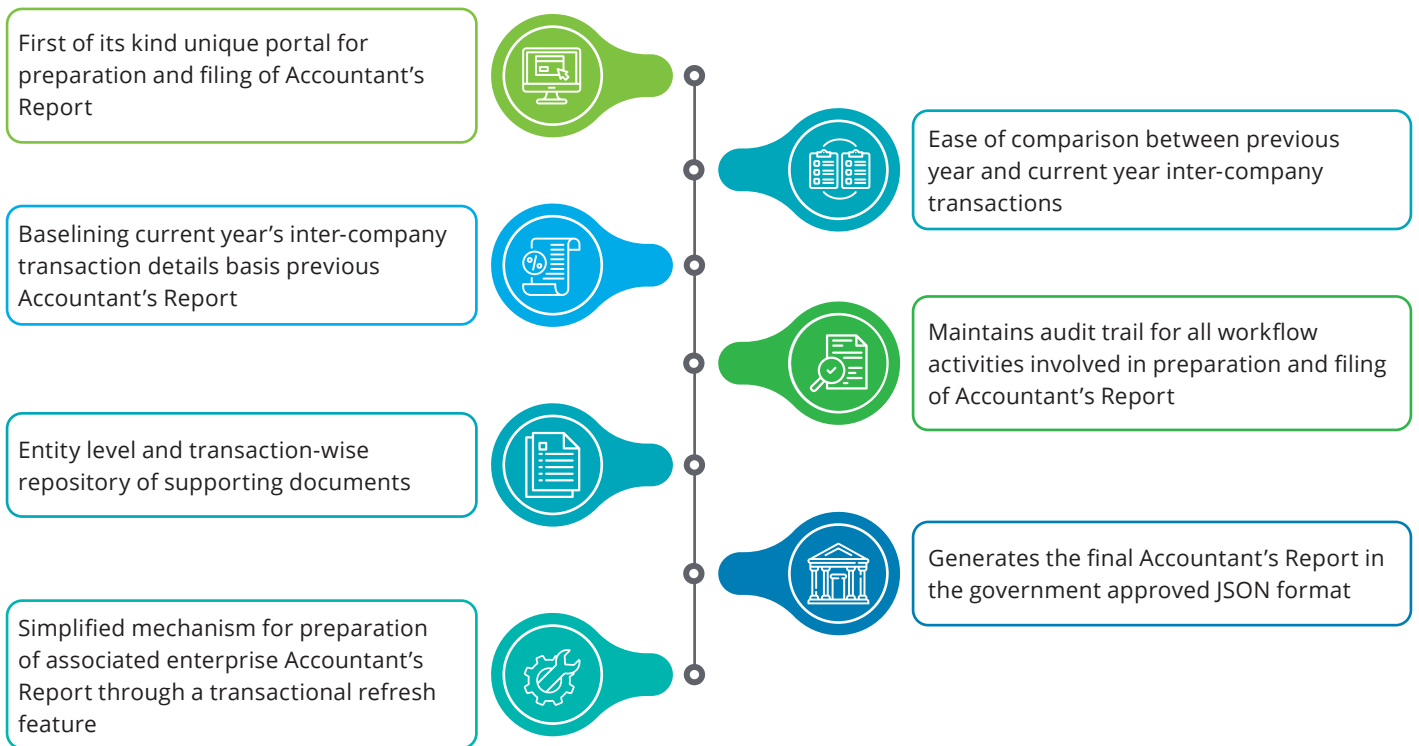 First of its kind unique portal for
preparation and filing of Accountant’s
Report
Ease of comparison between previous
year and current year inter-company
transactions
Baselining current year’s inter-company
transaction details basis previous
Accountant’s Report
Maintains audit trail for all workflow
activities involved in preparation and filing
of Accountant’s Report
Entity level and transaction-wise
repository of supporting documents
Generates the final Accountant’s Report in
the government approved JSON format
Simplified mechanism for preparation
of associated enterprise Accountant’s
Report through a transactional refresh
feature